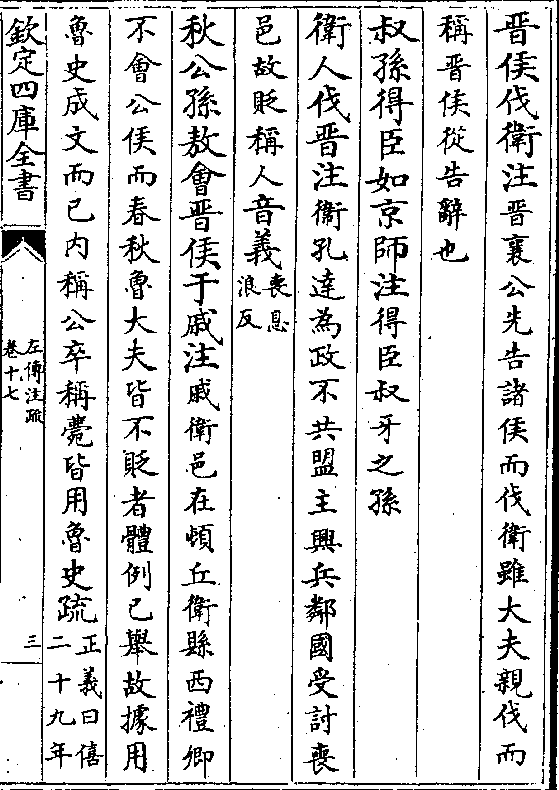 晋侯伐衛注晋襄公先告諸侯而伐衛雖大夫親伐而
稱晋侯從告辭也
叔孫得臣如京師注得臣叔牙之孫
衛人伐晋注衛孔達為政不共盟主興兵鄰國受討喪
邑故貶稱人音義喪息浪反
秋公孫敖會晋侯于戚注戚衛邑在頓丘衛縣西禮卿
不會公侯而春秋魯大夫皆不貶者體例已舉故據用
魯史成文而已内稱公卒稱薨皆用魯史疏正義曰僖二十九年
欽定四庫全書
左傳注疏
卷十七
三